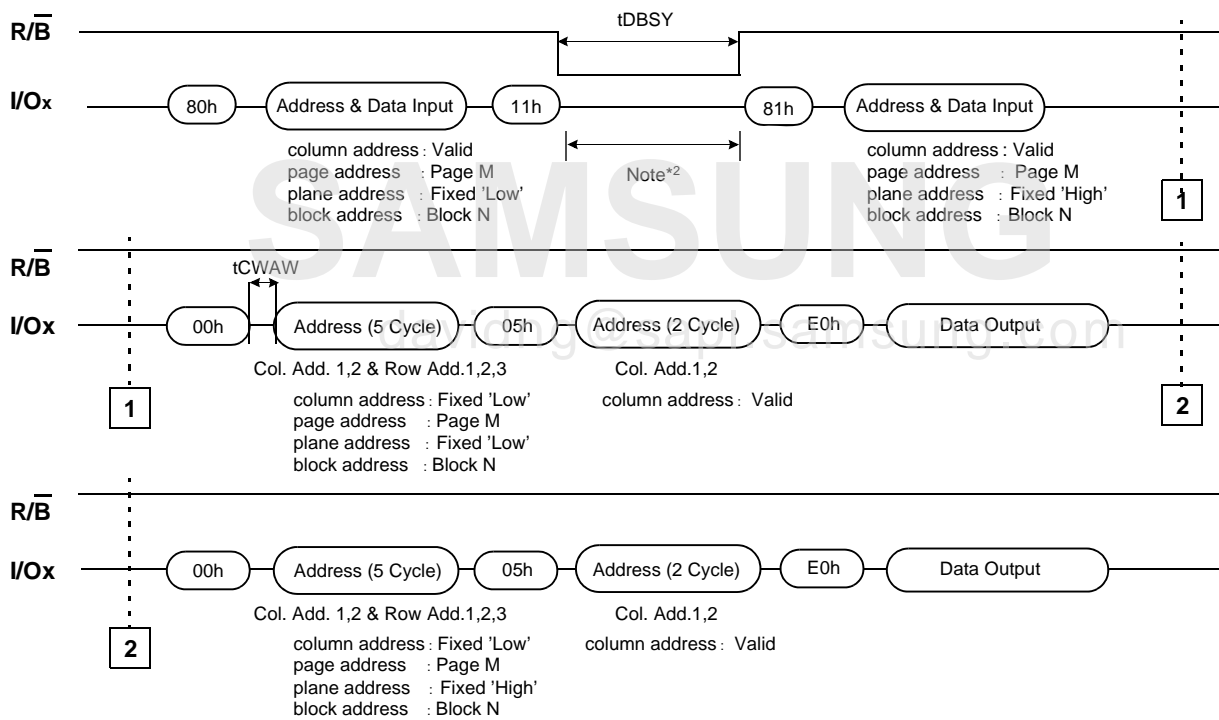 tDBSY
R/B
I/Ox
80h
Address & Data Input
11h
81h
Address & Data Input
column address : Valid
page address : Page M
plane address : Fixed 'Low'
block address : Block N
Note*2
column address : Valid
page address : Page M
plane address : Fixed 'High'
block address : Block N
1
SAMSUNG
R/B
tCWAW
I/Ox
00h
Address (5 Cycle)
05h
Address (2 Cycle)
E0h
Data Output
davidng@sapl.samsung.com
Col. Add. 1,2 & Row Add.1,2,3
column address : Fixed 'Low'
page address : Page M
plane address : Fixed 'Low'
block address : Block N
Col. Add.1,2
column address : Valid
1
2
R/B
I/Ox
00h
Address (5 Cycle)
05h
Address (2 Cycle)
E0h
Data Output
Col. Add. 1,2 & Row Add.1,2,3
column address : Fixed 'Low'
page address : Page M
plane address : Fixed 'High'
block address : Block N
Col. Add.1,2
column address : Valid
2